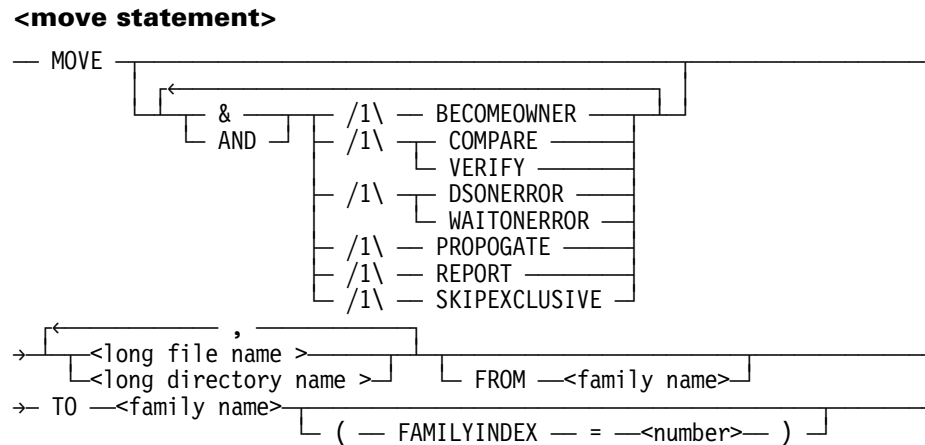 <move statement>
MOVE
& /1\ BECOMEOWNER
AND /1\ COMPARE
VERIFY
/1\ DSONERROR
WAITONERROR
/1\ PROPOGATE
/1\ REPORT
/1\ SKIPEXCLUSIVE
,
<long file name >
<long directory name > FROM <family name>
TO <family name>
( FAMILYINDEX = <number> )